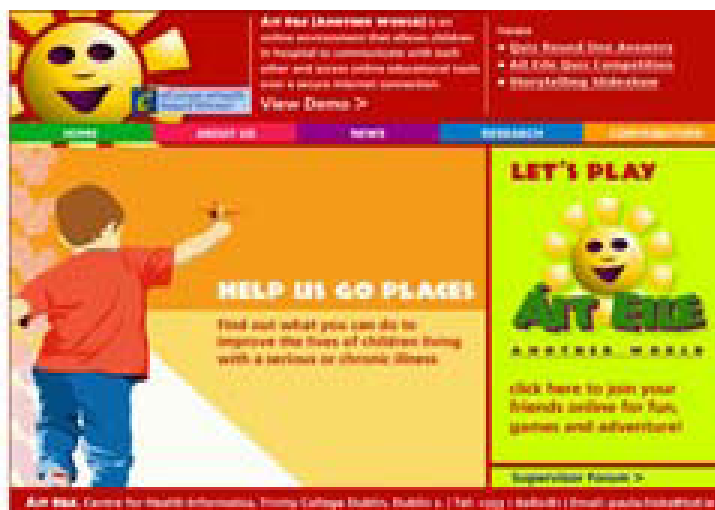 ÁIT EILE (ANOTHER WORLD) is an
online environment that allows children
in hospital to communicate with each
other and access online educational tools
over a secure internet connection.
View Demo >
• Quiz Round One Answers
• Áit Eile Quiz Competition
• Storytelling Slideshow
HOME
ABOUT US
NEWS
RESEARCH
LET'S PLAY
HELP US GO PLACES
Find out what you can do to
improve the lives of children living
with a serious or chronic illness
ÁIT EILE
ANOTHER WORLD
click here to join your
friends online for fun,
games and adventure!
Supervisor Forum >
ÁIT EILE, Centre for Health Informatics, Trinity College Dublin, Dublin 2. | Tel: | Email: